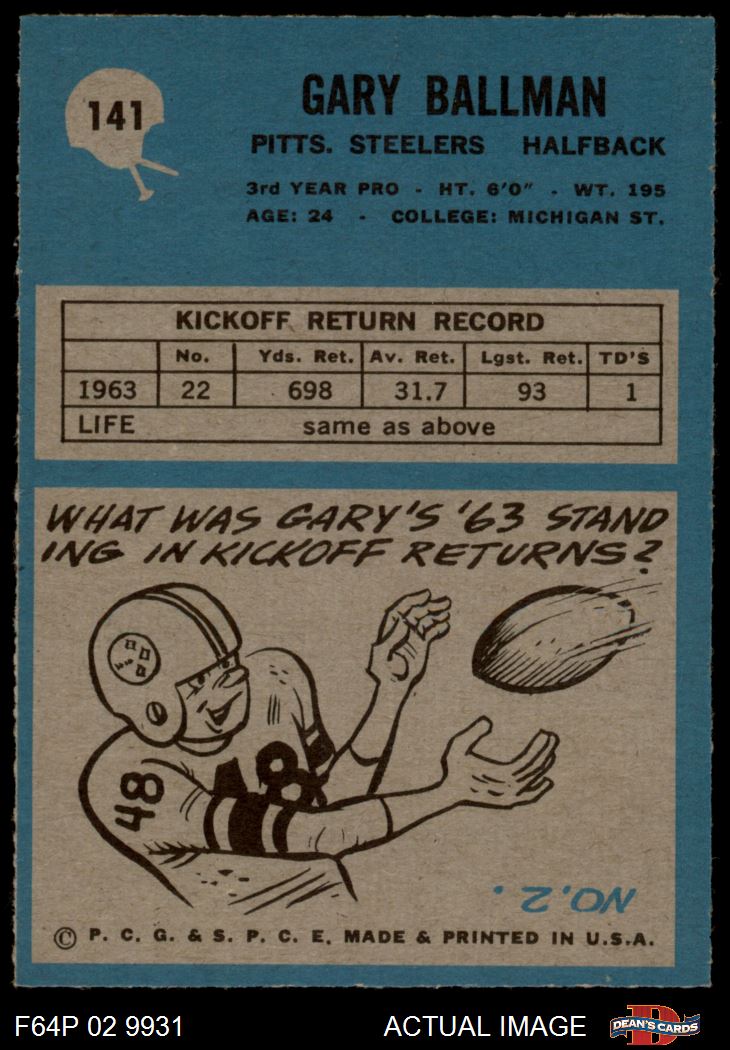 141
GARY BALLMAN
PITTS. STEELERS HALFBACK
3rd YEAR PRO - HT. 6'0" - WT. 195
AGE: 24 - COLLEGE: MICHIGAN ST.
KICKOFF RETURN RECORD
No. Yds. Ret. Av. Ret. Lgst. Ret. TD'S
1963 22 698 31.7 93 1
LIFE same as above
WHAT WAS GARY'S '63 STAND
ING IN KICKOFF RETURNS?
48
48
NO. 2.
© P. C. G. & S. P. C. E. MADE & PRINTED IN U.S.A.
F64P 02 9931 ACTUAL IMAGE DEAN'S CARDS